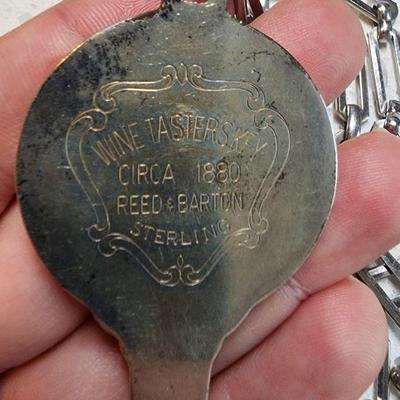 WINE TASTERS KEY
CIRCA 1880
REED & BARTON
STERLING